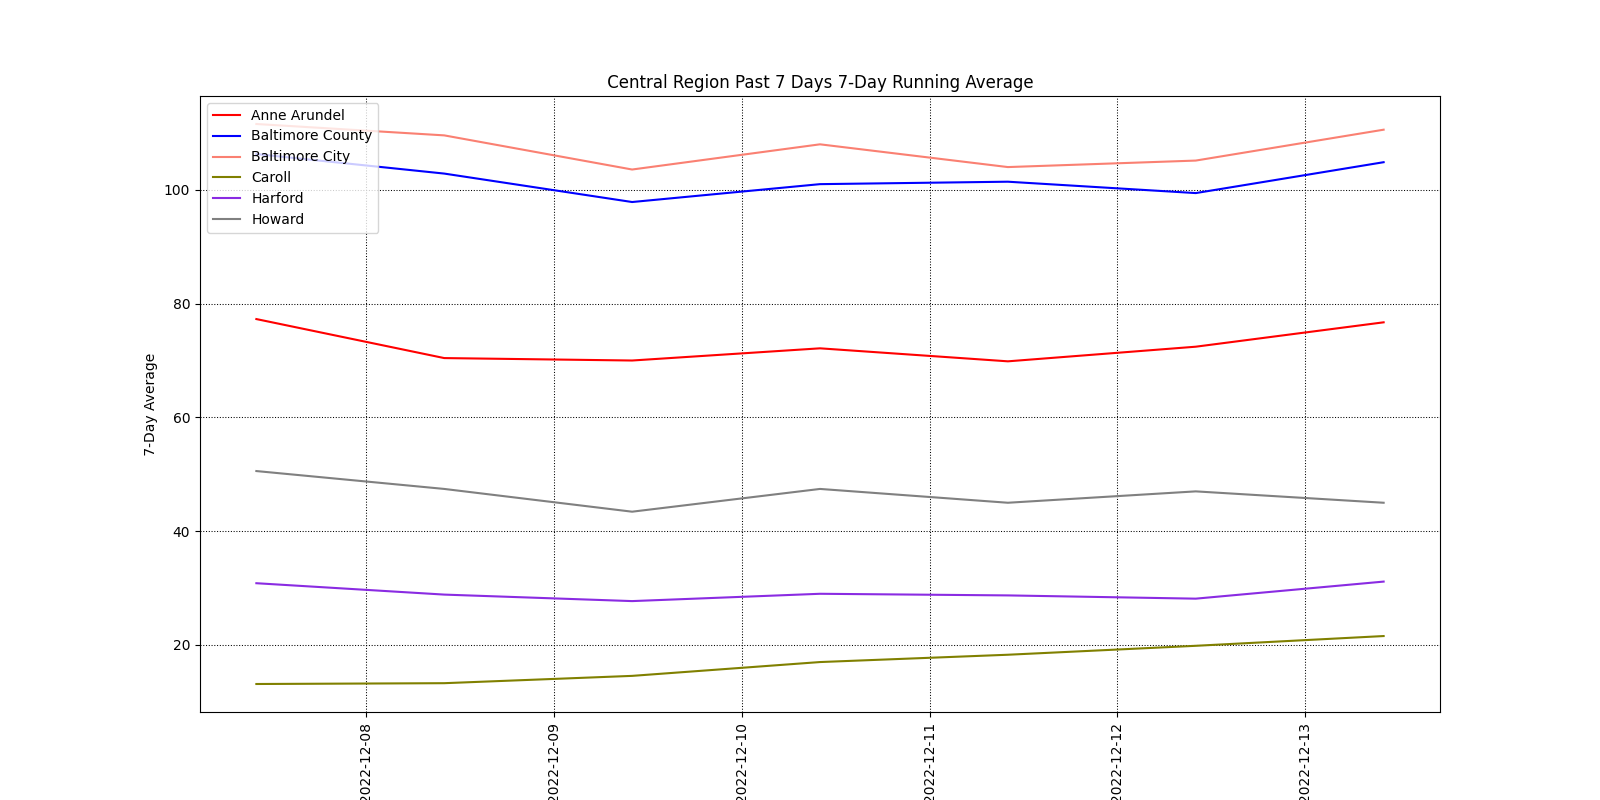 Central Region Past 7 Days 7-Day Running Average
Anne Arundel
Baltimore County
Baltimore City
Caroll
Harford
Howard
100
80
60
40
20
7-Day Average
2022-12-08
2022-12-09
2022-12-10
2022-12-11
2022-12-12
2022-12-13